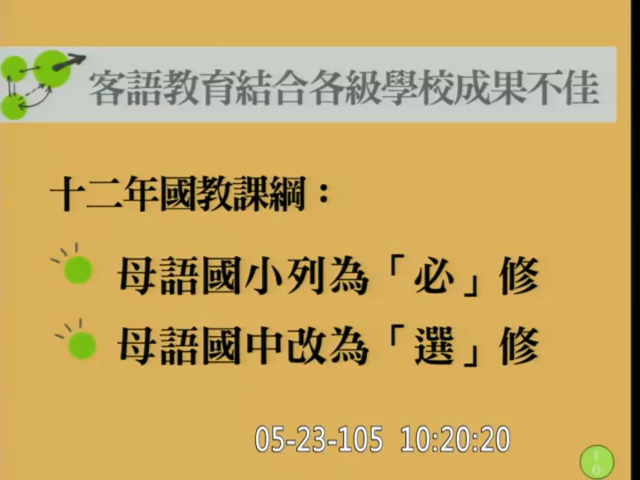 客語教育結合各級學校成果不佳
十二年國教課綱：
母語國小列為「必」修
母語國中改為「選」修
05-23-105 10:20:20
10